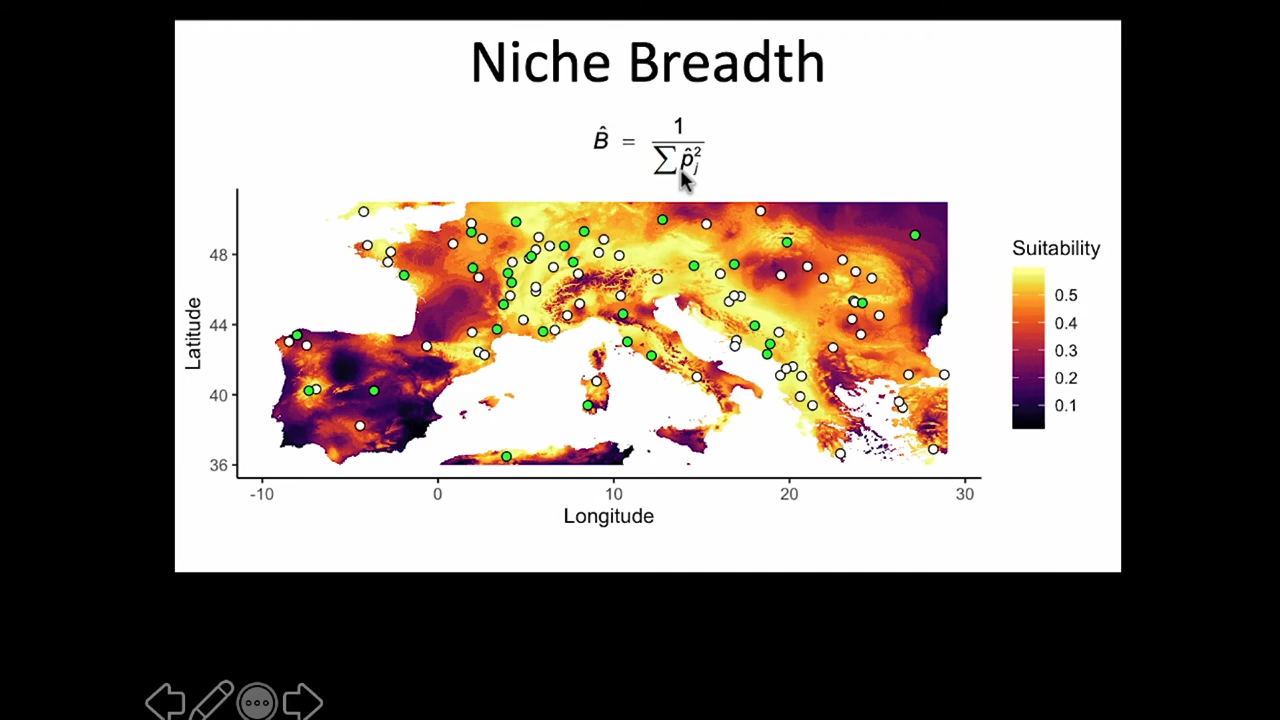 Niche Breadth
B̂ = 1 / ∑ p̂ⱼ²
Latitude
48
44
40
36
-10 0 10 20 30
Longitude
Suitability
0.5
0.4
0.3
0.2
0.1